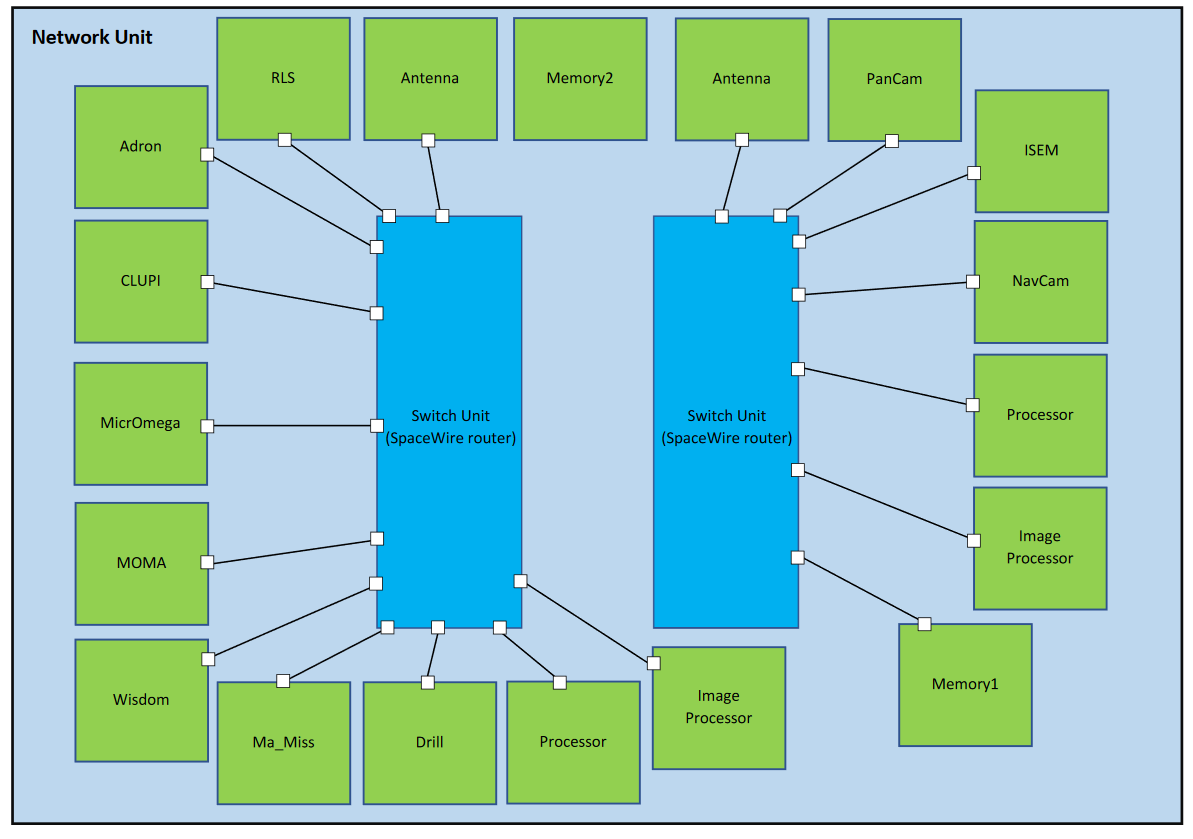 Network Unit
RLS
Antenna
Memory2
Antenna
PanCam
Adron
ISEM
CLUPI
NavCam
MicrOmega
Switch Unit
(SpaceWire router)
Switch Unit
(SpaceWire router)
Processor
MOMA
Image
Processor
Wisdom
Ma_Miss
Drill
Processor
Image
Processor
Memory1